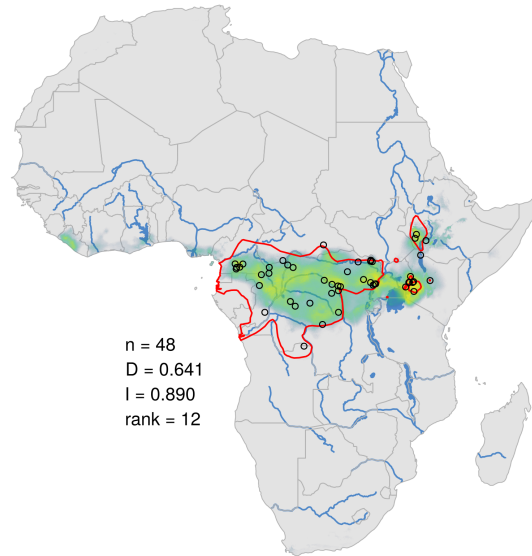 n = 48
D = 0.641
I = 0.890
rank = 12